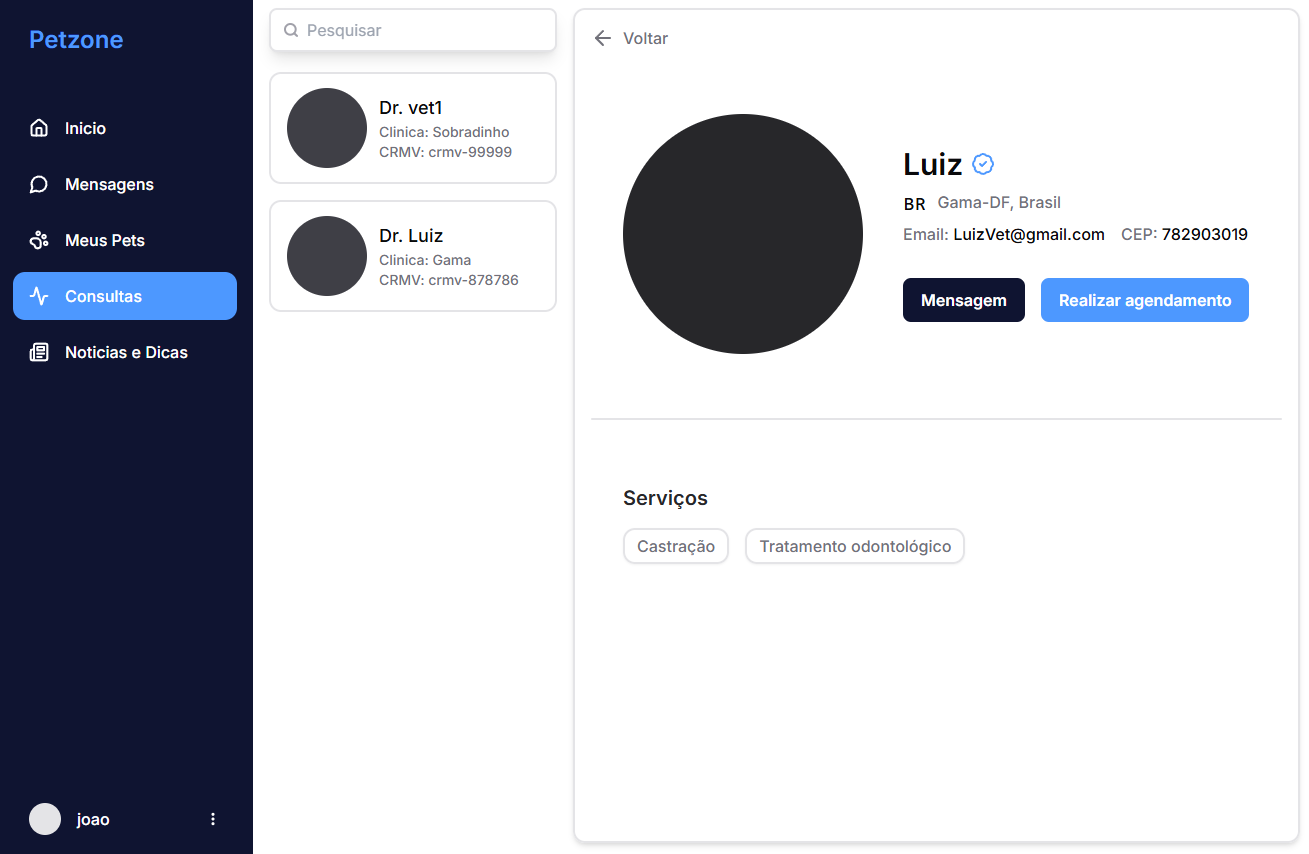 Petzone
Inicio
Mensagens
Meus Pets
Consultas
Noticias e Dicas
joao
Pesquisar
Dr. vet1
Clinica: Sobradinho
CRMV: crmv-99999
Dr. Luiz
Clinica: Gama
CRMV: crmv-878786
Voltar
Luiz
BR Gama-DF, Brasil
Email: LuizVet@gmail.com CEP: 782903019
Mensagem Realizar agendamento
Serviços
Castração Tratamento odontológico